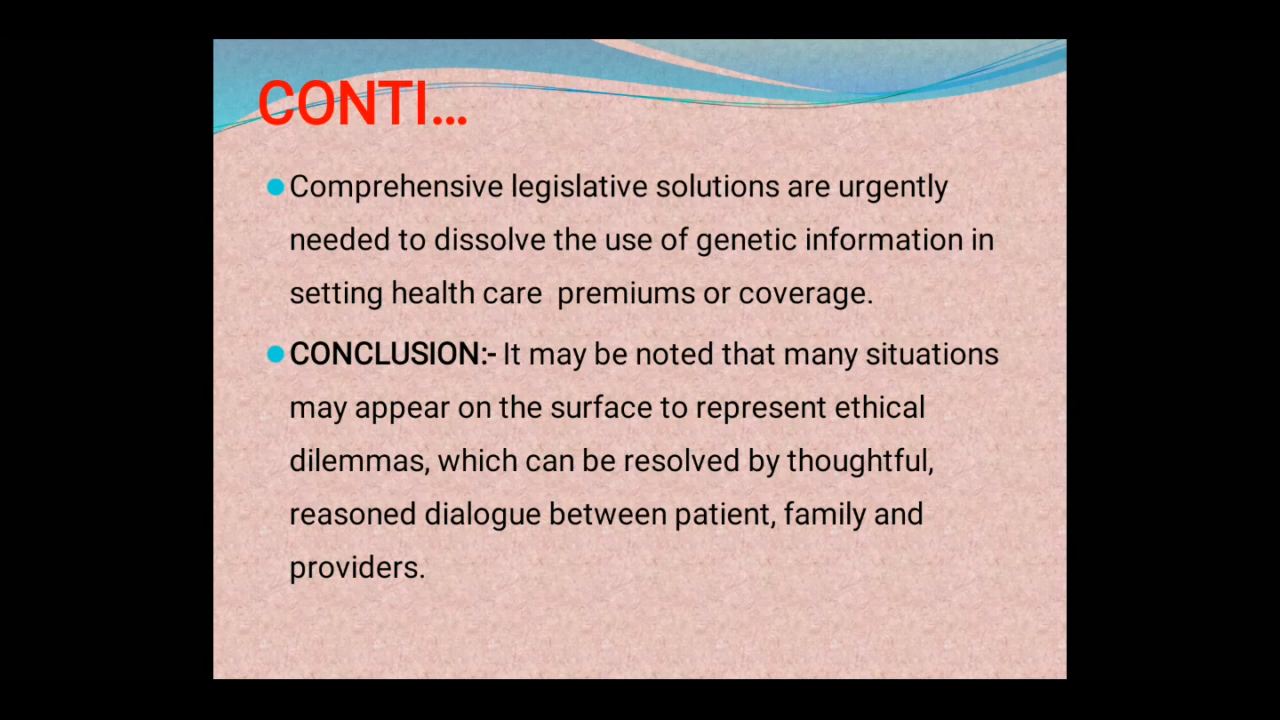 CONTI...
Comprehensive legislative solutions are urgently
needed to dissolve the use of genetic information in
setting health care  premiums or coverage.
CONCLUSION:- It may be noted that many situations
may appear on the surface to represent ethical
dilemmas, which can be resolved by thoughtful,
reasoned dialogue between patient, family and
providers.